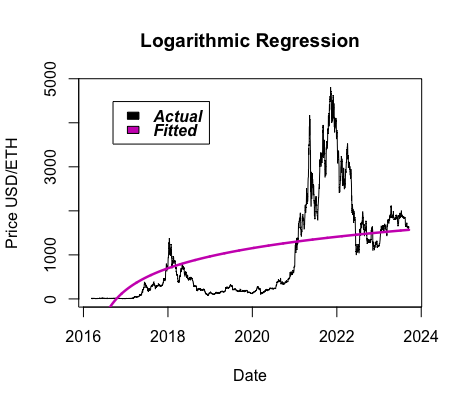 Logarithmic Regression
Price USD/ETH
5000
3000
1000
0
Actual
Fitted
2016 2018 2020 2022 2024
Date